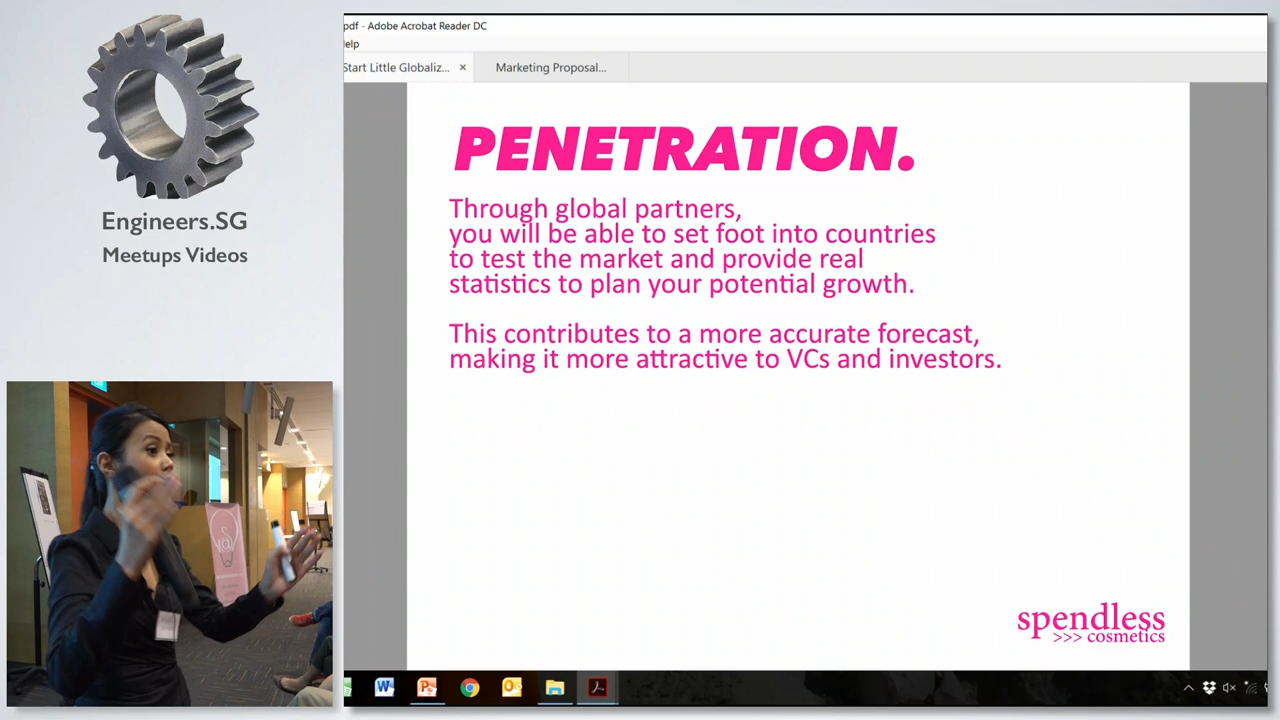 Engineers.SG
Meetups Videos
pdf - Adobe Acrobat Reader DC
elp
Start Little Globaliz...
Marketing Proposal...
PENETRATION.
Through global partners,
you will be able to set foot into countries
to test the market and provide real
statistics to plan your potential growth.
This contributes to a more accurate forecast,
making it more attractive to VCs and investors.
spendless
>>> cosmetics